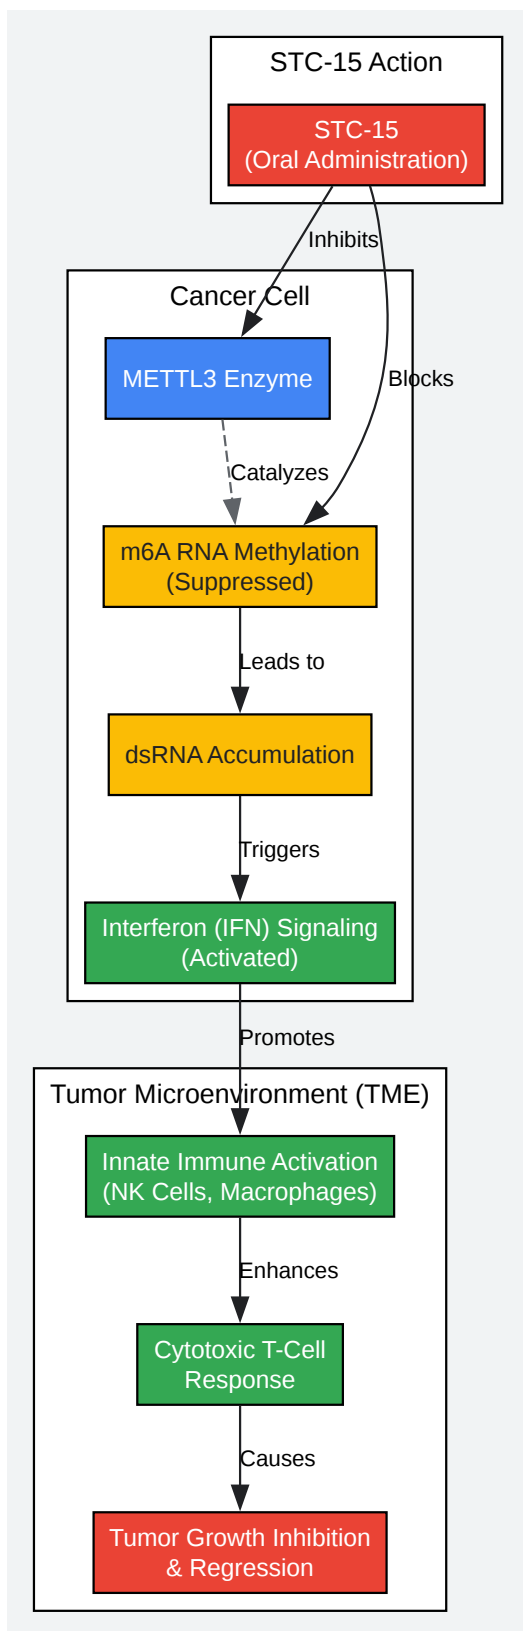 STC-15 Action
STC-15
(Oral Administration)
Inhibits
Cancer Cell
METTL3 Enzyme
Blocks
Catalyzes
m6A RNA Methylation
(Suppressed)
Leads to
dsRNA Accumulation
Triggers
Interferon (IFN) Signaling
(Activated)
Promotes
Tumor Microenvironment (TME)
Innate Immune Activation
(NK Cells, Macrophages)
Enhances
Cytotoxic T-Cell
Response
Causes
Tumor Growth Inhibition
& Regression